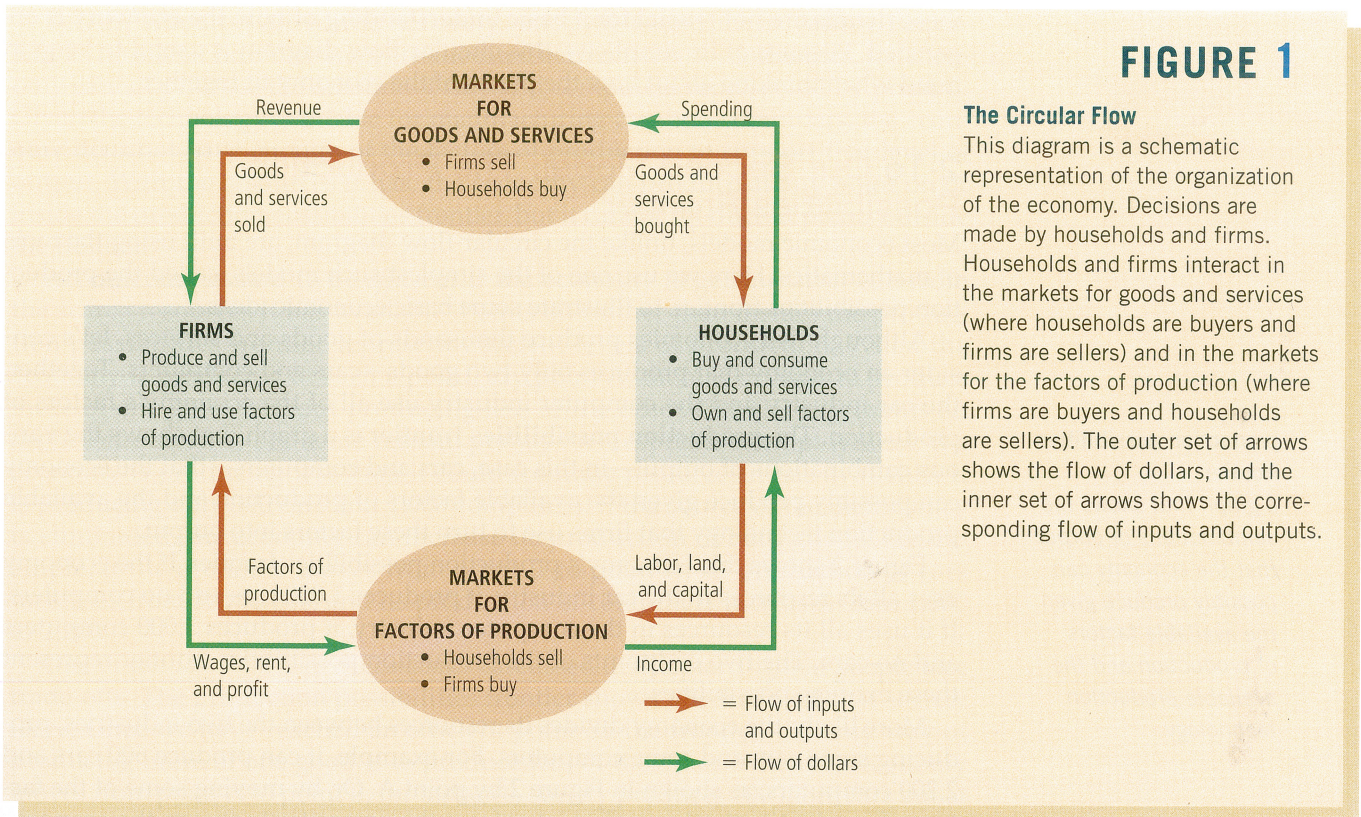 FIGURE 1
The Circular Flow
This diagram is a schematic
representation of the organization
of the economy. Decisions are
made by households and firms.
Households and firms interact in
the markets for goods and services
(where households are buyers and
firms are sellers) and in the markets
for the factors of production (where
firms are buyers and households
are sellers). The outer set of arrows
shows the flow of dollars, and the
inner set of arrows shows the corre-
sponding flow of inputs and outputs.
MARKETS
FOR
GOODS AND SERVICES
• Firms sell
• Households buy
Revenue
Spending
Goods
and services
sold
Goods and
services
bought
FIRMS
• Produce and sell
goods and services
• Hire and use factors
of production
HOUSEHOLDS
• Buy and consume
goods and services
• Own and sell factors
of production
Factors of
production
Labor, land,
and capital
MARKETS
FOR
FACTORS OF PRODUCTION
• Households sell
• Firms buy
Wages, rent,
and profit
Income
= Flow of inputs
and outputs
= Flow of dollars